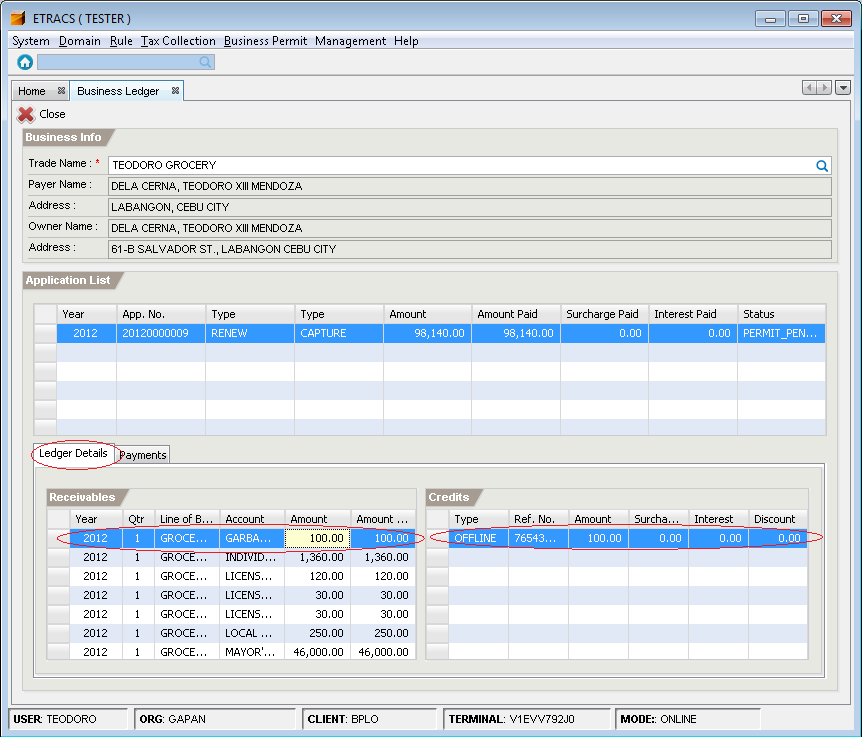 ETRACS ( TESTER )
System Domain Rule Tax Collection Business Permit Management Help
Home Business Ledger
Close
Business Info
Trade Name : * TEODORO GROCERY
Payer Name : DELA CERNA, TEODORO XIII MENDOZA
Address : LABANGON, CEBU CITY
Owner Name : DELA CERNA, TEODORO XIII MENDOZA
Address : 61-B SALVADOR ST., LABANGON CEBU CITY
Application List
Year App. No. Type Type Amount Amount Paid Surcharge Paid Interest Paid Status
2012 20120000009 RENEW CAPTURE 98,140.00 98,140.00 0.00 0.00 PERMIT_PEN...
Ledger Details Payments
Receivables Credits
Year Qtr Line of B... Account Amount Amount ... Type Ref. No. Amount Surcha... Interest Discount
2012 1 GROCE... GARBA... 100.00 100.00 OFFLINE 76543... 100.00 0.00 0.00 0.00
2012 1 GROCE... INDIVID... 1,360.00 1,360.00
2012 1 GROCE... LICENS... 120.00 120.00
2012 1 GROCE... LICENS... 30.00 30.00
2012 1 GROCE... LICENS... 30.00 30.00
2012 1 GROCE... LOCAL ... 250.00 250.00
2012 1 GROCE... MAYOR'... 46,000.00 46,000.00
USER: TEODORO ORG: GAPAN CLIENT: BPLO TERMINAL: V1EVV792J0 MODE:: ONLINE